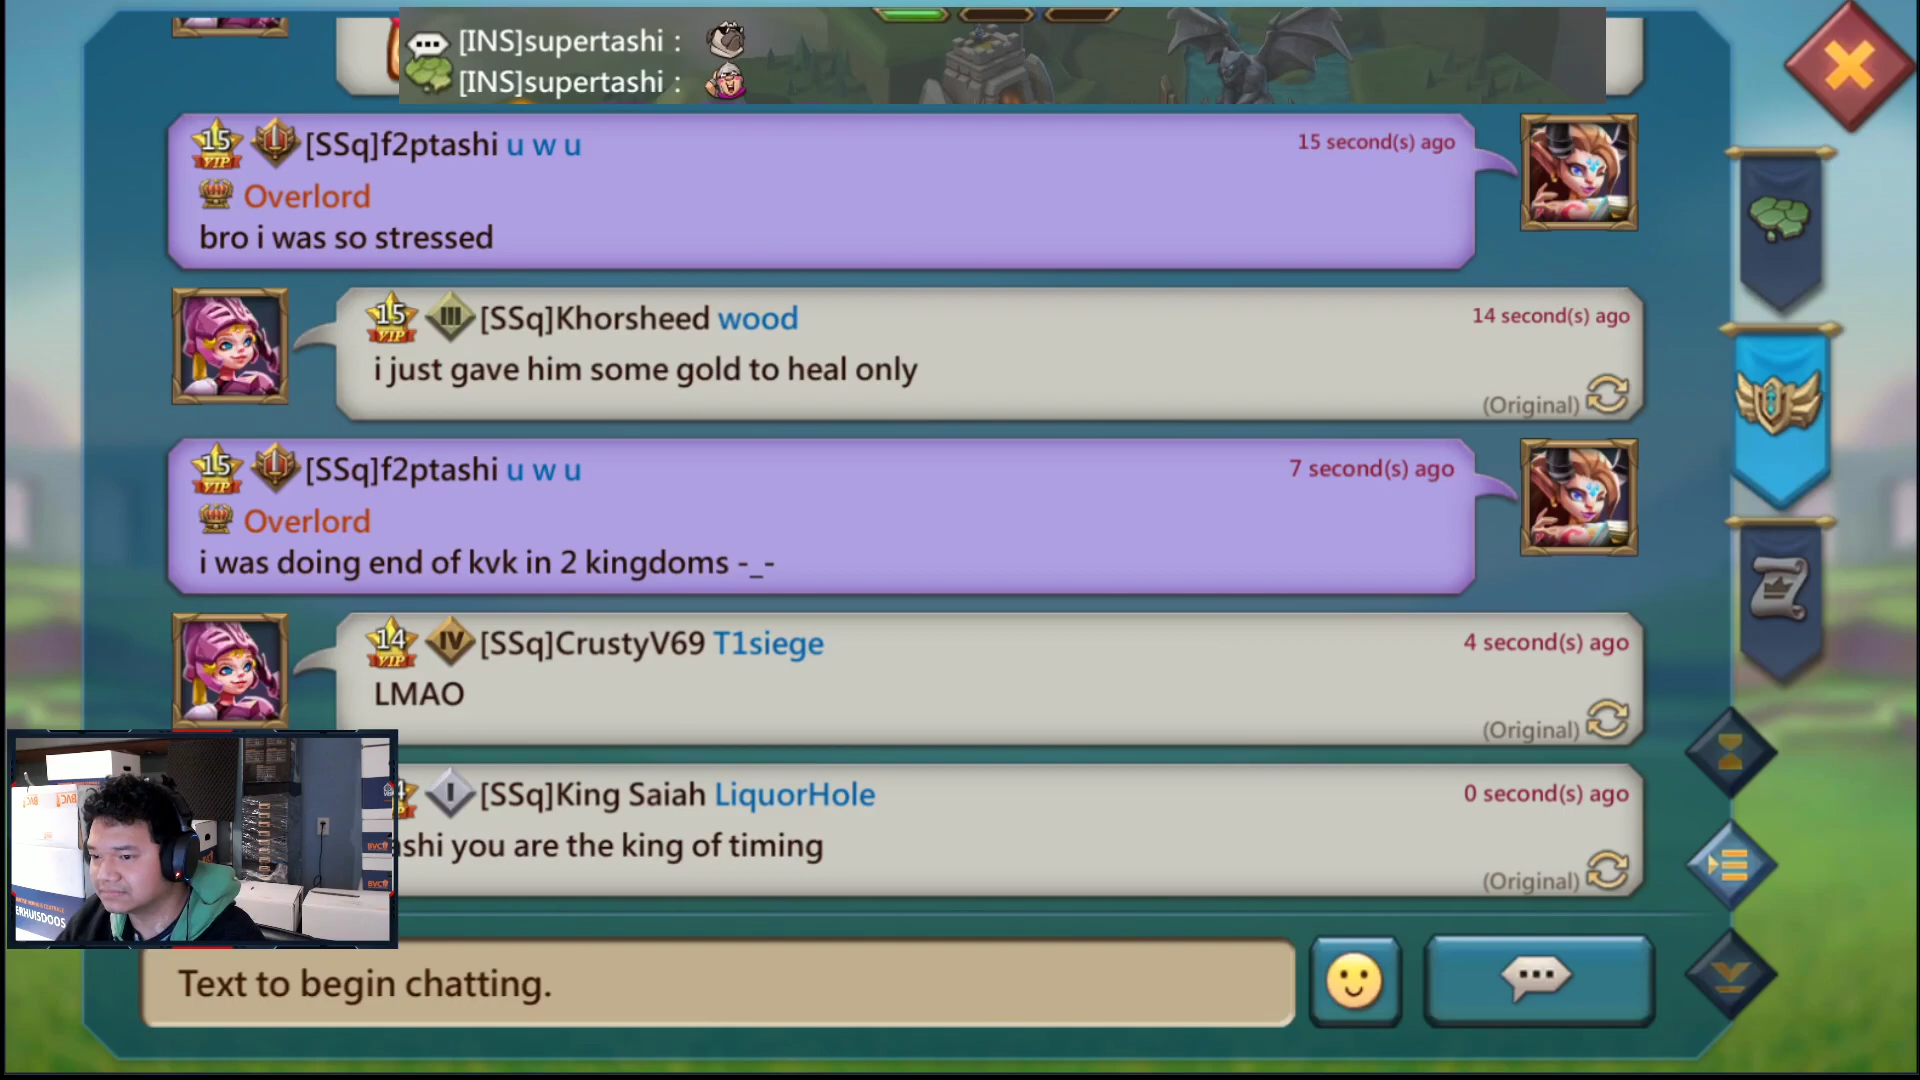 [INS]supertashi :
[INS]supertashi :
15 VIP [SSq]f2ptashi u w u 15 second(s) ago
Overlord
bro i was so stressed
15 VIP III [SSq]Khorsheed wood 14 second(s) ago
i just gave him some gold to heal only
(Original)
15 VIP [SSq]f2ptashi u w u 7 second(s) ago
Overlord
i was doing end of kvk in 2 kingdoms -_-
14 VIP IV [SSq]CrustyV69 T1siege 4 second(s) ago
LMAO
(Original)
I [SSq]King Saiah LiquorHole 0 second(s) ago
ashi you are the king of timing
(Original)
ERHUISDOOS
Text to begin chatting.